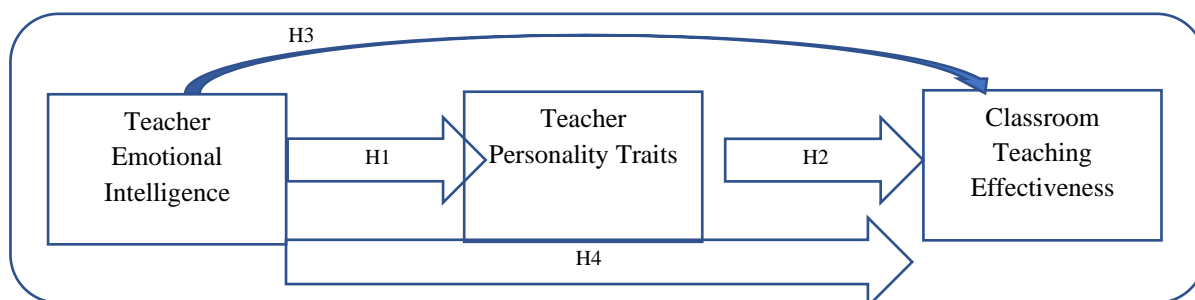 H3
Teacher
Emotional
Intelligence
H1
Teacher
Personality Traits
H2
Classroom
Teaching
Effectiveness
H4